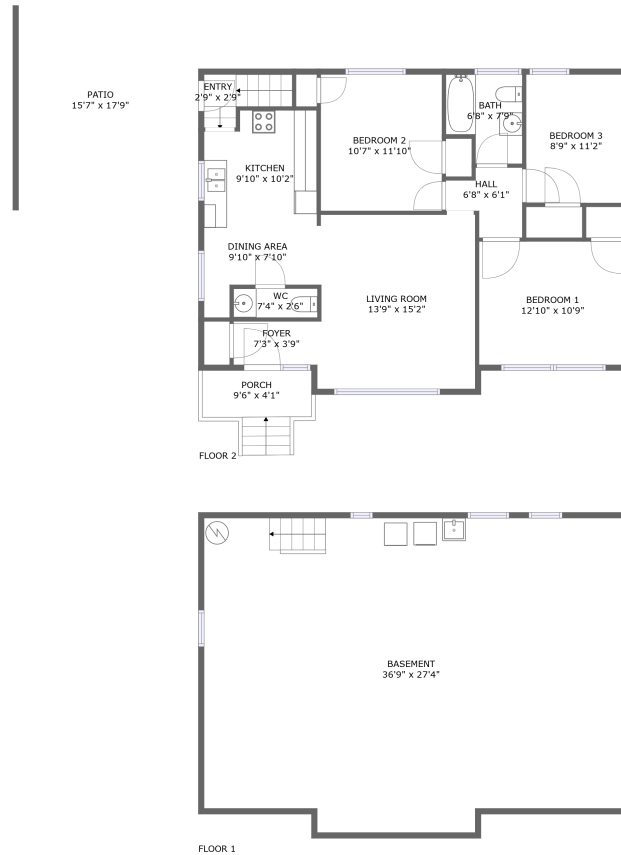 PATIO
15'7" x 17'9"
ENTRY
2'9" x 2'9"
BATH
6'8" x 7'9"
BEDROOM 2
10'7" x 11'10"
BEDROOM 3
8'9" x 11'2"
KITCHEN
9'10" x 10'2"
HALL
6'8" x 6'1"
DINING AREA
9'10" x 7'10"
WC
7'4" x 2'6"
LIVING ROOM
13'9" x 15'2"
BEDROOM 1
12'10" x 10'9"
FOYER
7'3" x 3'9"
PORCH
9'6" x 4'1"
FLOOR 2
BASEMENT
36'9" x 27'4"
FLOOR 1